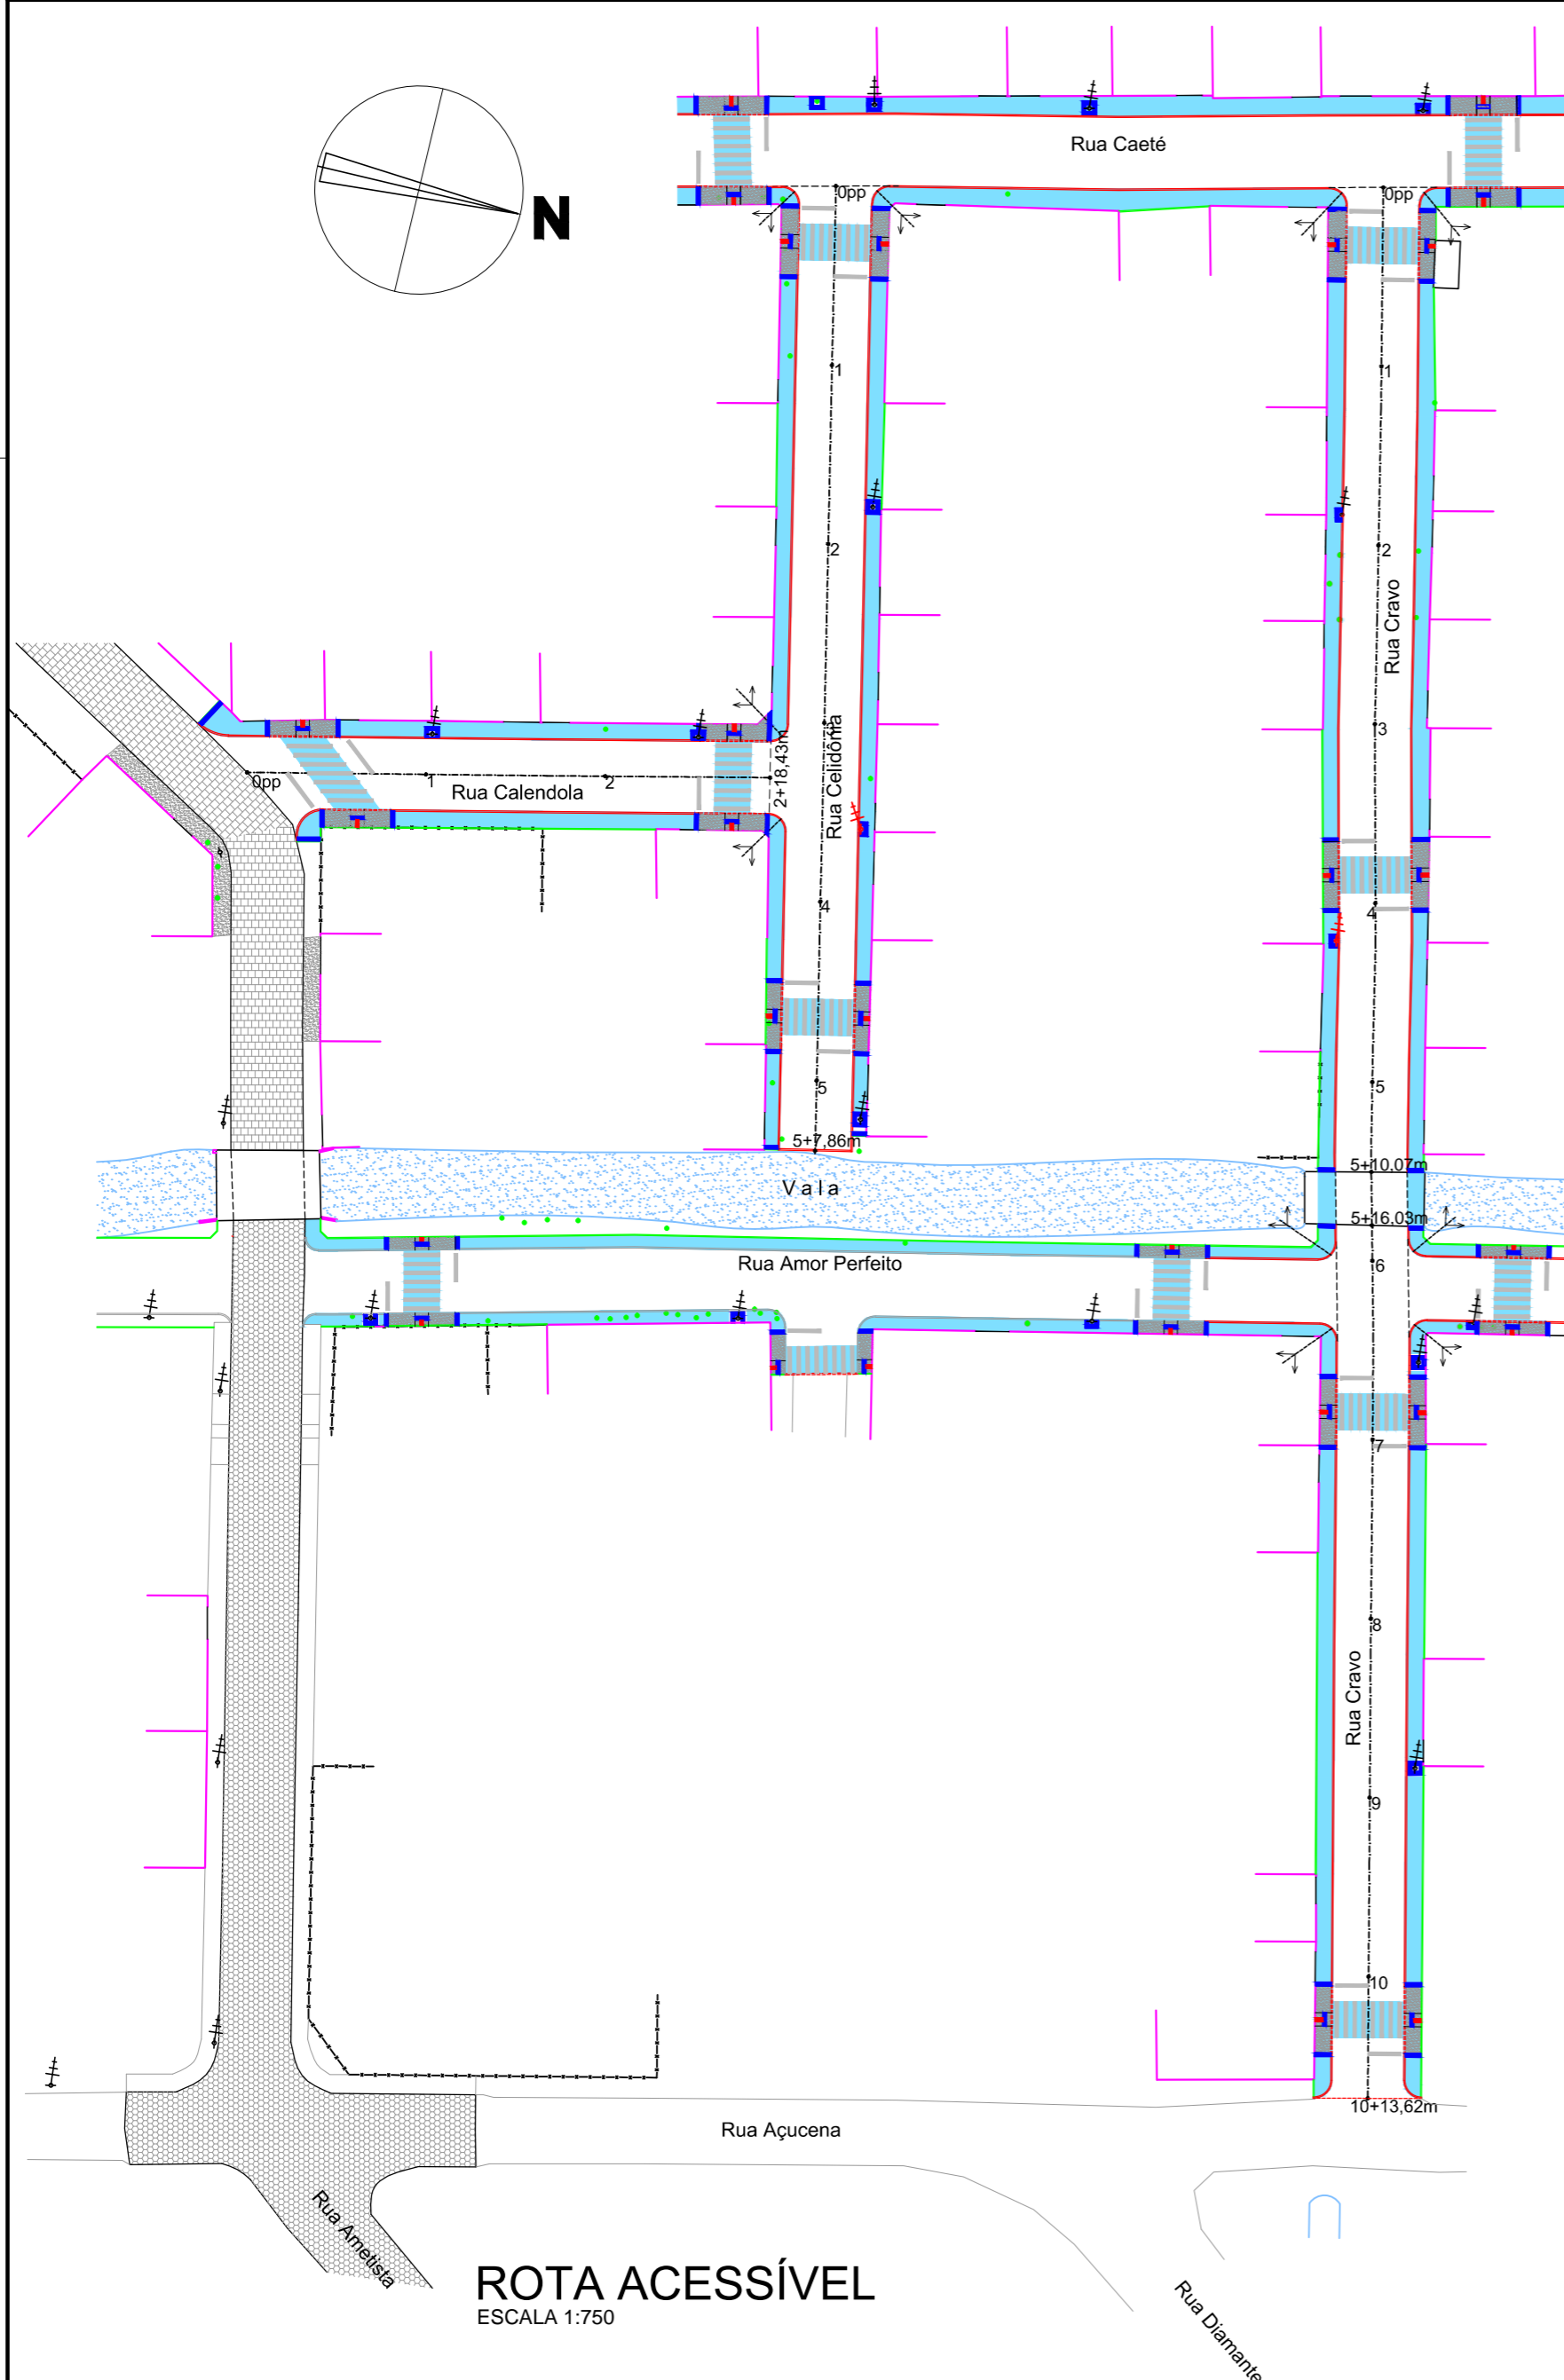 Rua Caeté
N
0pp
0pp
1
1
2
2
Rua Cravo
3
3
Rua Celidônia
2+18,43m
0pp
1
2
Rua Calendola
4
4
5
5
5+7,86m
5+10.07m
Vala
5+16.03m
Rua Amor Perfeito
6
7
8
Rua Cravo
9
10
10+13,62m
Rua Açucena
Rua Ametista
ROTA ACESSÍVEL
ESCALA 1:750
Rua Diamante